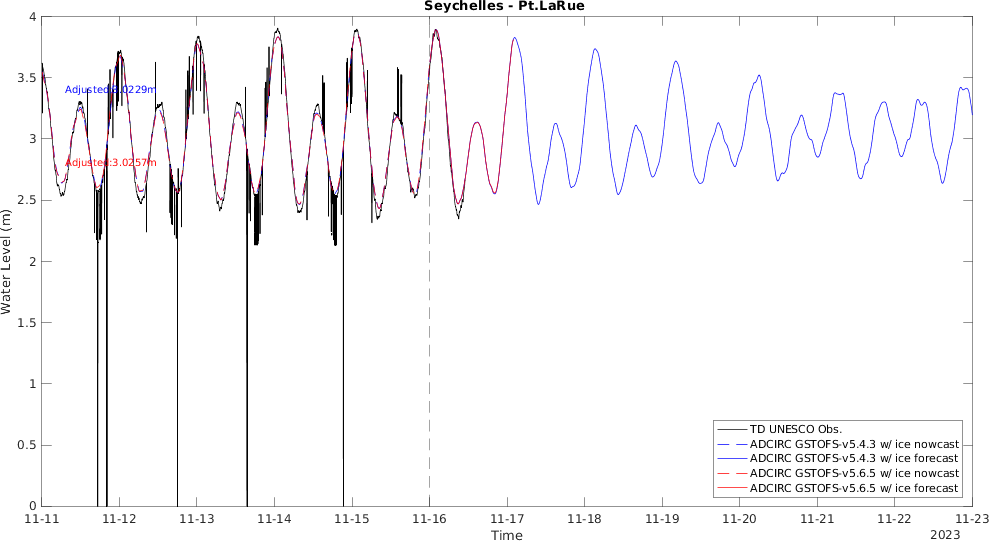 Seychelles - Pt.LaRue
Water Level (m)
4
3.5
3
2.5
2
1.5
1
0.5
0
Adjusted:3.0229m
Adjusted:3.0257m
TD UNESCO Obs.
ADCIRC GSTOFS-v5.4.3 w/ ice nowcast
ADCIRC GSTOFS-v5.4.3 w/ ice forecast
ADCIRC GSTOFS-v5.6.5 w/ ice nowcast
ADCIRC GSTOFS-v5.6.5 w/ ice forecast
11-11 11-12 11-13 11-14 11-15 11-16 11-17 11-18 11-19 11-20 11-21 11-22 11-23
Time
2023